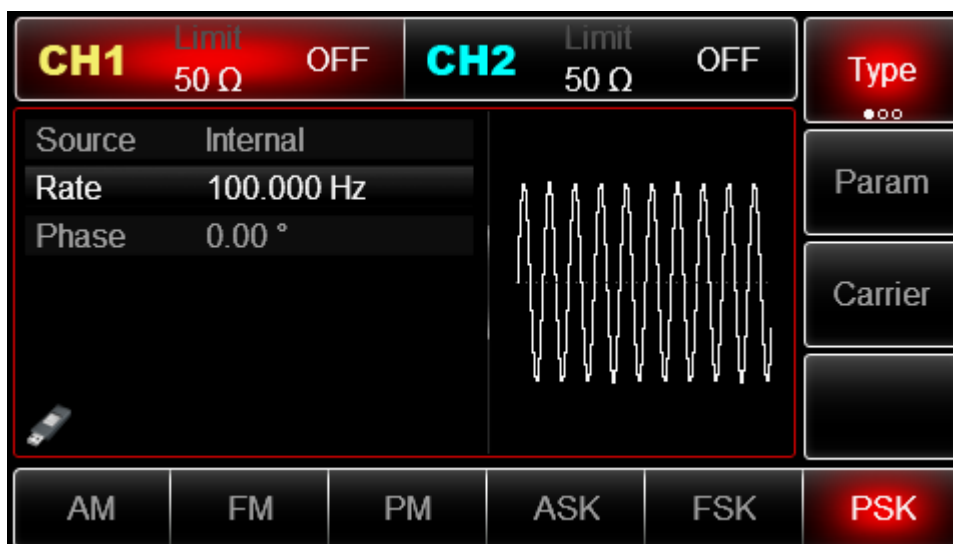 CH1 Limit 50 Ω OFF CH2 Limit 50 Ω OFF Type
Source Internal
Rate 100.000 Hz Param
Phase 0.00 °
Carrier
AM FM PM ASK FSK PSK